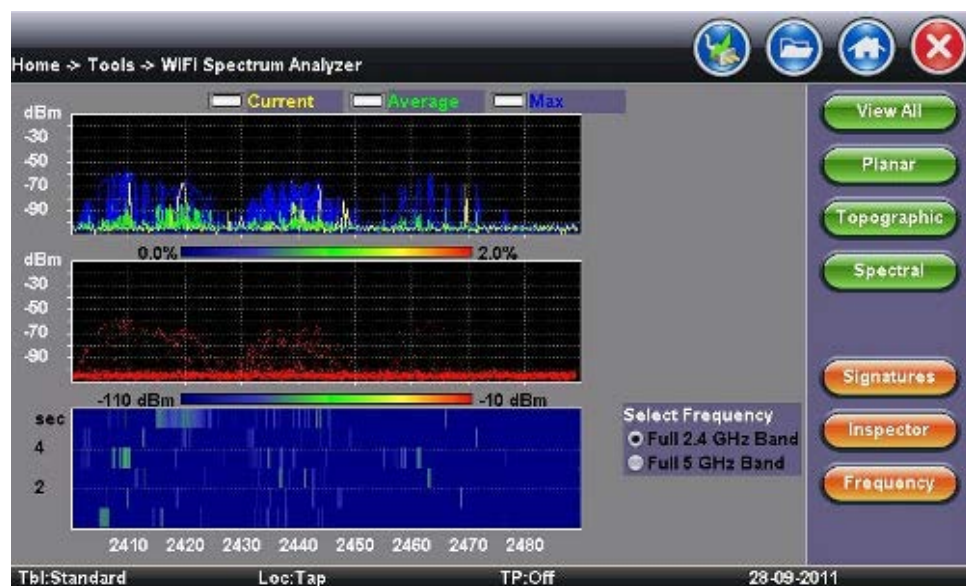 Home -> Tools -> WiFi Spectrum Analyzer
Current Average Max
dBm
-30
-50
-70
-90
0.0% 2.0%
dBm
-30
-50
-70
-90
-110 dBm -10 dBm
sec
4
2
2410 2420 2430 2440 2450 2460 2470 2480
Select Frequency
Full 2.4 GHz Band
Full 5 GHz Band
View All
Planar
Topographic
Spectral
Signatures
Inspector
Frequency
Tbl:Standard Loc:Tap TP:Off 28-09-2011